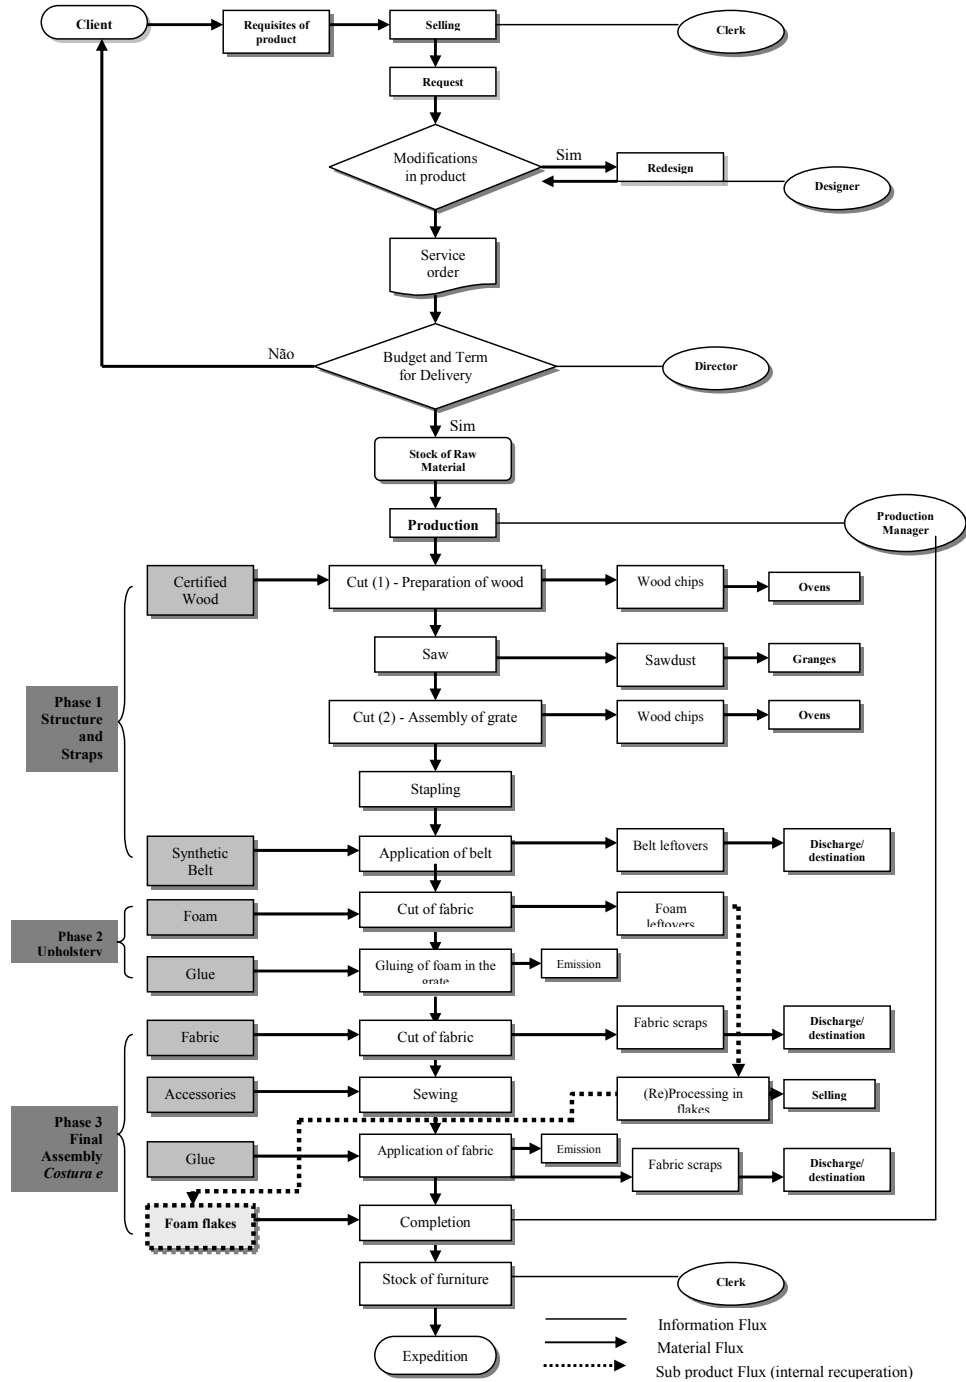 Client
Requisites of
product
Selling
Clerk
Request
Modifications
in product
Sim
Redesign
Designer
Service
order
Não
Budget and Term
for Delivery
Director
Sim
Stock of Raw
Material
Production
Production
Manager
Certified
Wood
Cut (1) - Preparation of wood
Wood chips
Ovens
Saw
Sawdust
Granges
Phase 1
Structure
and
Straps
Cut (2) - Assembly of grate
Wood chips
Ovens
Stapling
Synthetic
Belt
Application of belt
Belt leftovers
Discharge/
destination
Phase 2
Upholstery
Foam
Cut of fabric
Foam
leftovers
Glue
Gluing of foam in the
grate
Emission
Fabric
Cut of fabric
Fabric scraps
Discharge/
destination
Accessories
Sewing
(Re)Processing in
flakes
Selling
Phase 3
Final
Assembly
Costura e
Glue
Application of fabric
Emission
Fabric scraps
Discharge/
destination
Foam flakes
Completion
Stock of furniture
Clerk
Expedition
Information Flux
Material Flux
Sub product Flux (internal recuperation)